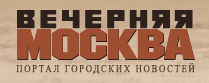 ВЕЧЕРНЯЯ
МОСКВА
ПОРТАЛ ГОРОДСКИХ НОВОСТЕЙ